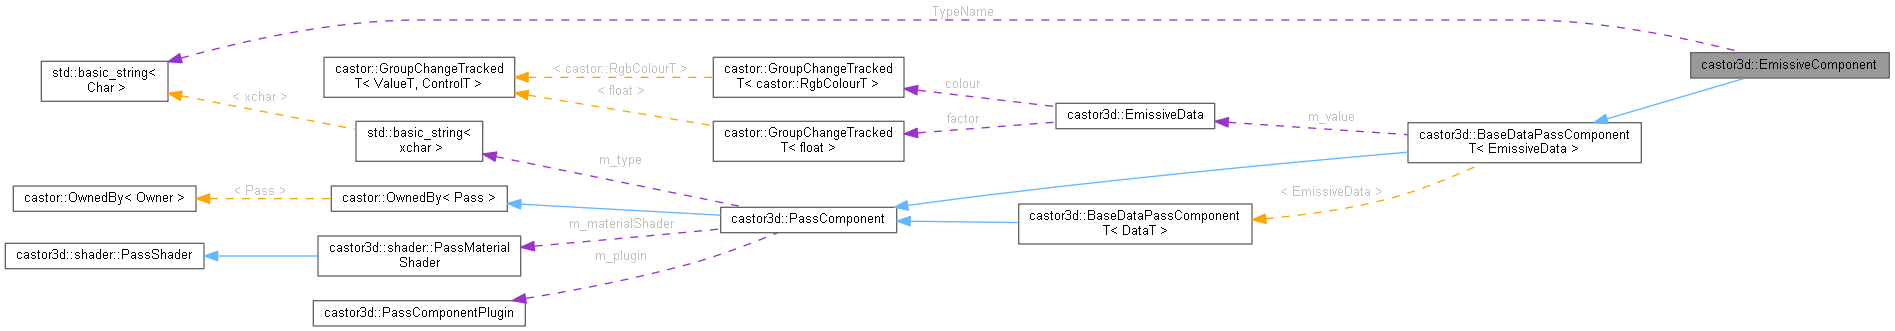 TypeName
std::basic_string<
Char >
castor::GroupChangeTracked
T< ValueT, ControlT >
< castor::RgbColourT >
castor::GroupChangeTracked
T< castor::RgbColourT >
castor3d::EmissiveComponent
< xchar >
< float >
colour
castor3d::EmissiveData
m_value
std::basic_string<
xchar >
castor::GroupChangeTracked
T< float >
factor
castor3d::BaseDataPassComponent
T< EmissiveData >
m_type
castor::OwnedBy< Owner >
< Pass >
castor::OwnedBy< Pass >
< EmissiveData >
castor3d::PassComponent
castor3d::BaseDataPassComponent
T< DataT >
m_materialShader
castor3d::shader::PassShader
castor3d::shader::PassMaterial
Shader
m_plugin
castor3d::PassComponentPlugin